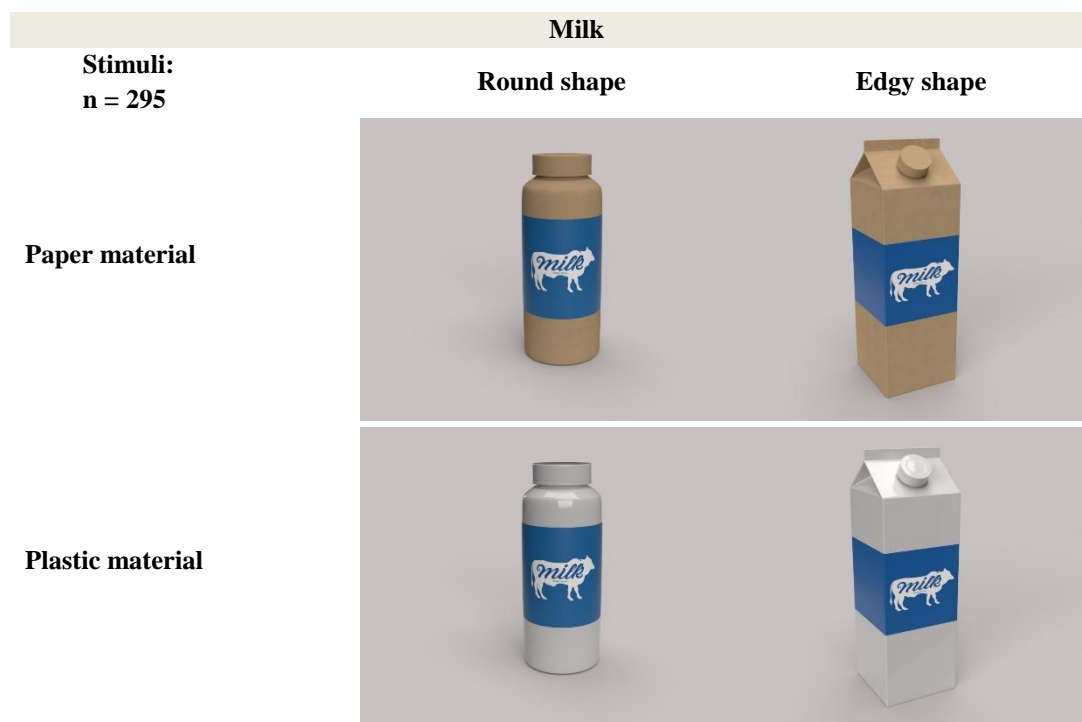 Milk
Stimuli:
n = 295
Round shape
Edgy shape
Paper material
milk
milk
Plastic material
milk
milk